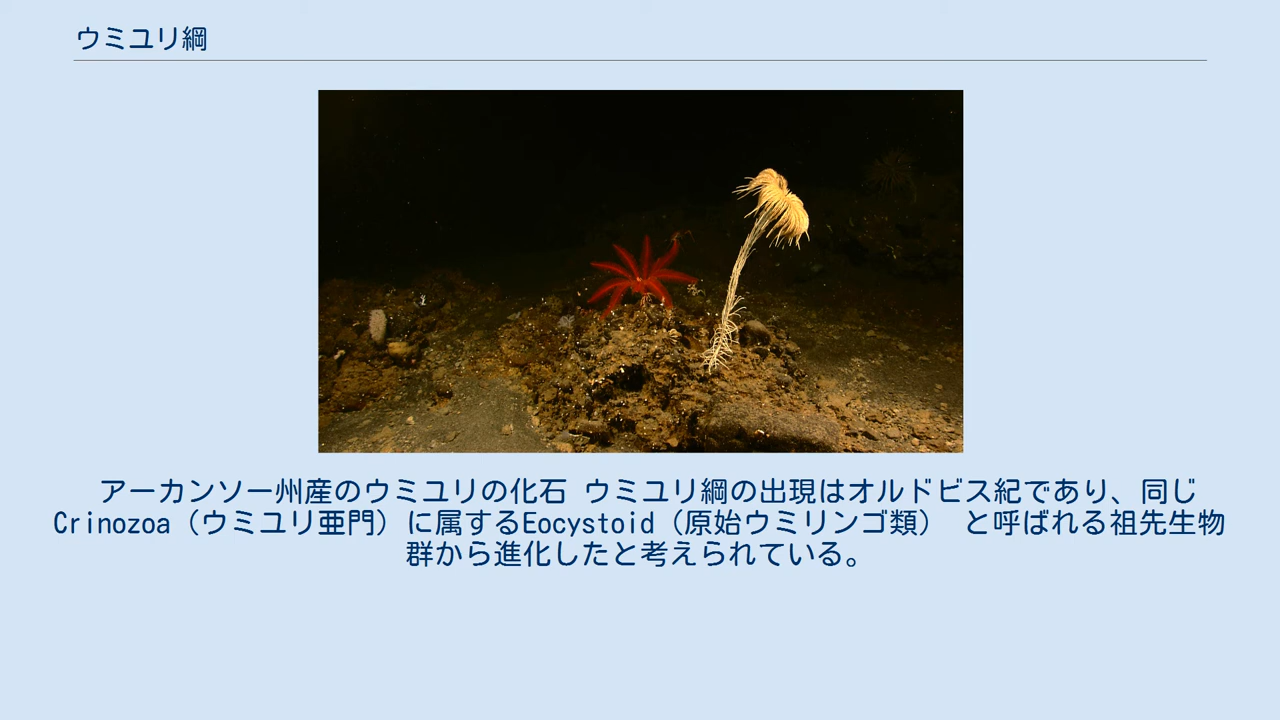 ウミユリ綱
アーカンソー州産のウミユリの化石 ウミユリ綱の出現はオルドビス紀であり、同じ
Crinozoa（ウミユリ亜門）に属するEocystoid（原始ウミリンゴ類） と呼ばれる祖先生物
群から進化したと考えられている。